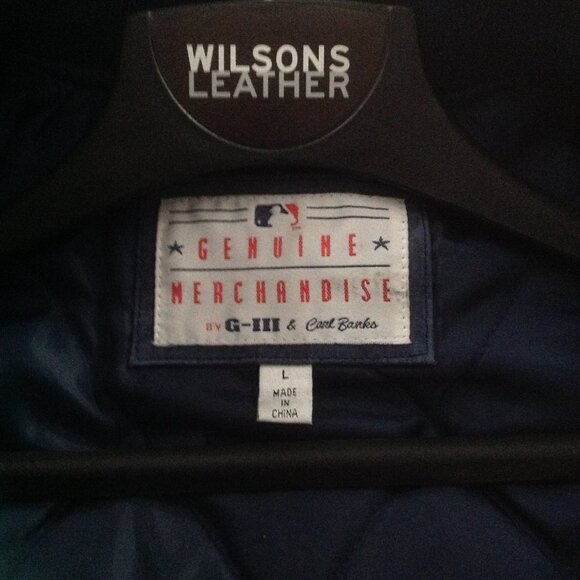 WILSONS
LEATHER
GENUINE
MERCHANDISE
BY G-III & Carl Banks
L
MADE
IN
CHINA